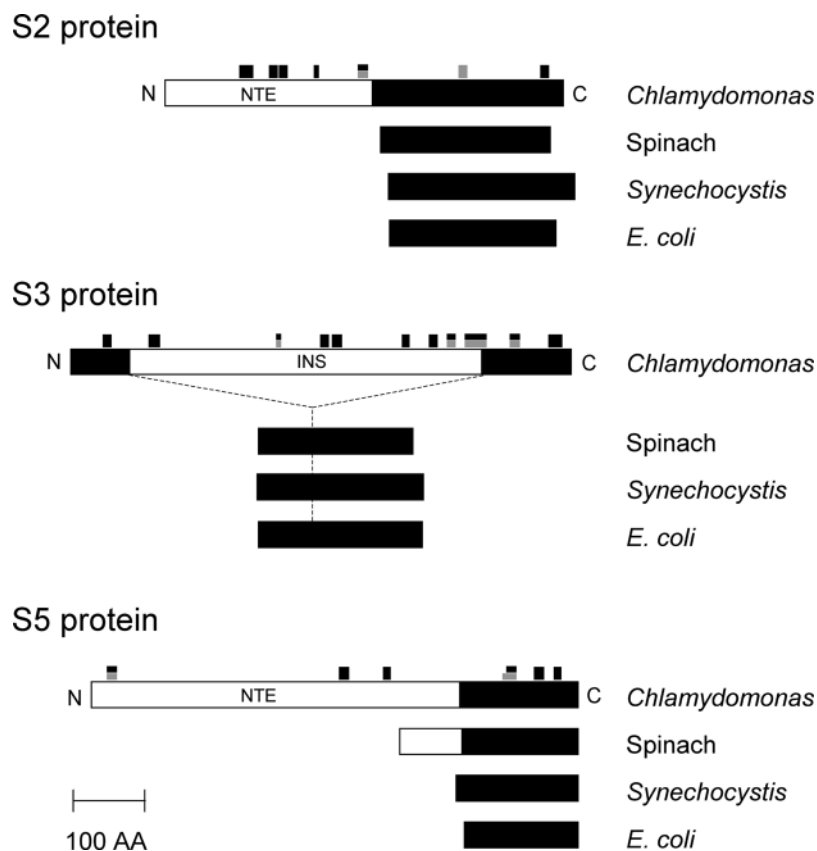 S2 protein
N NTE C Chlamydomonas
Spinach
Synechocystis
E. coli
S3 protein
N INS C Chlamydomonas
Spinach
Synechocystis
E. coli
S5 protein
N NTE C Chlamydomonas
Spinach
Synechocystis
100 AA E. coli